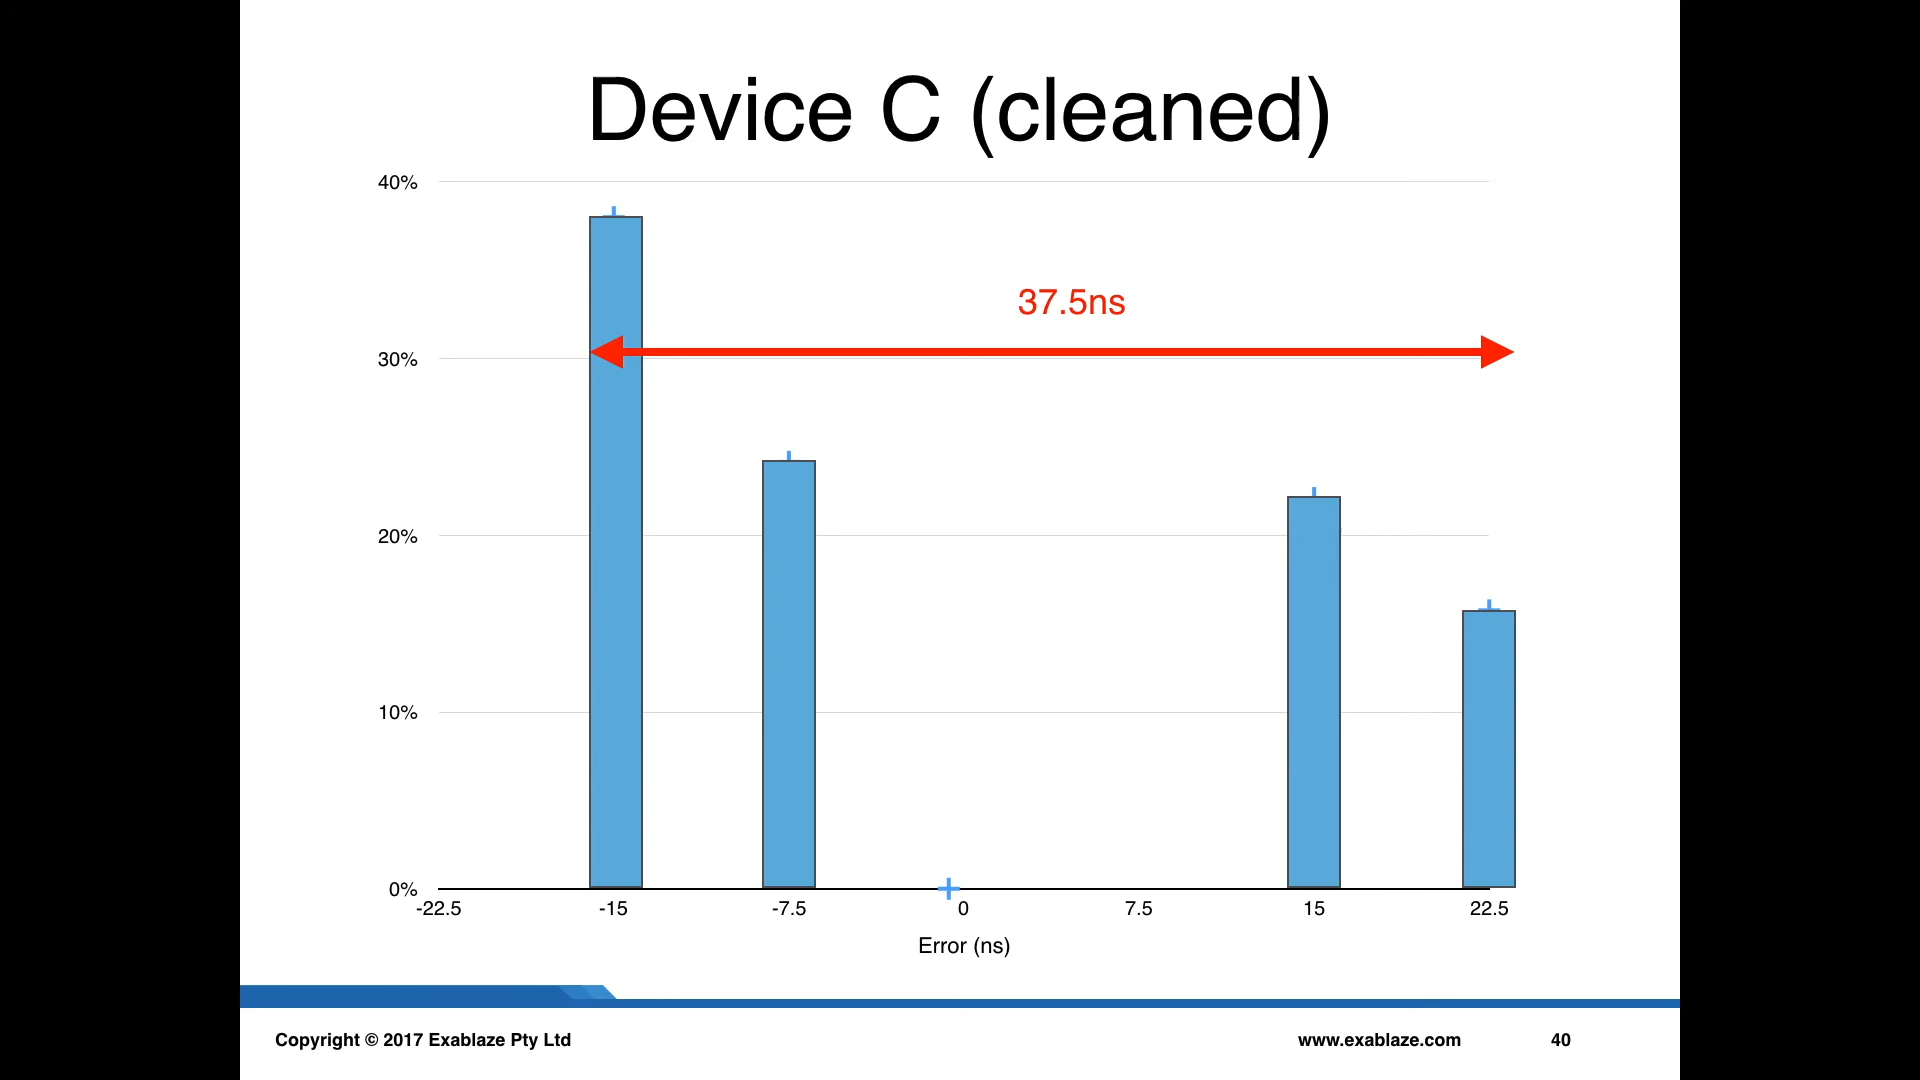 Device C (cleaned)
40%
37.5ns
30%
20%
10%
0%
-22.5 -15 -7.5 0 7.5 15 22.5
Error (ns)
Copyright © 2017 Exablaze Pty Ltd www.exablaze.com 40